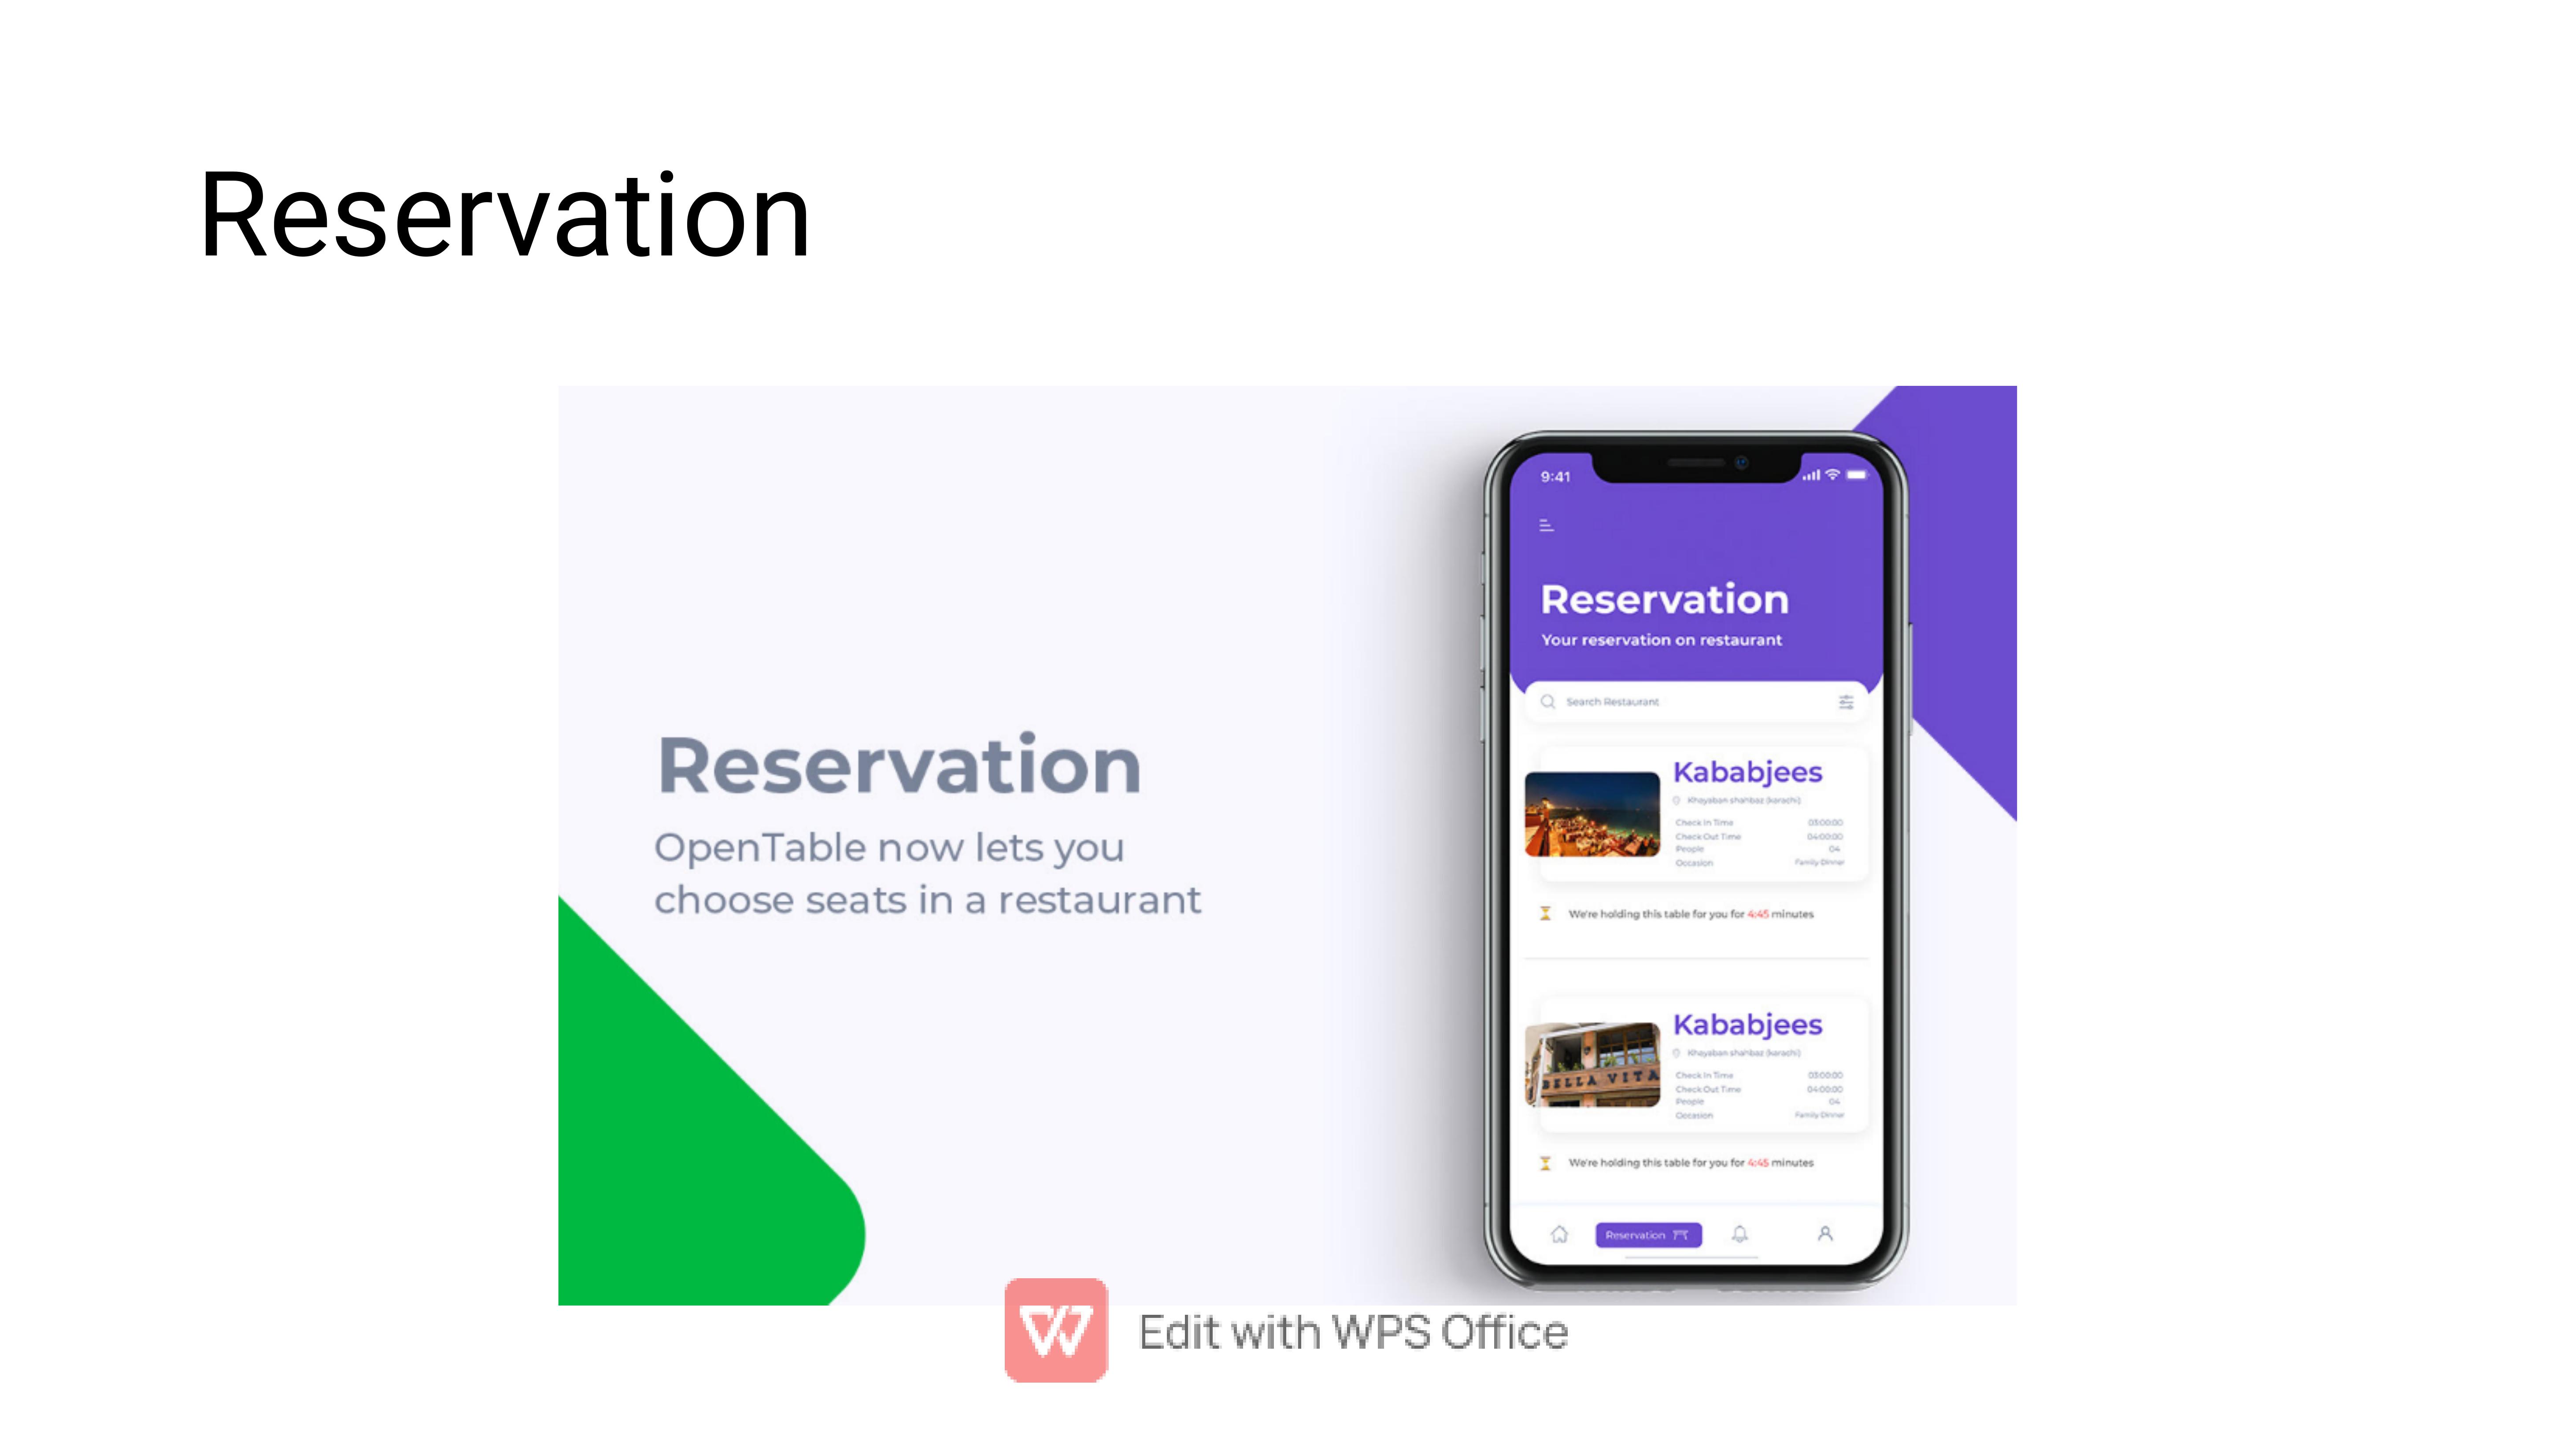 Reservation
Reservation
OpenTable now lets you
choose seats in a restaurant
9:41
Reservation
Your reservation on restaurant
Search Restaurant
Kababjees
Khayaban shahbaz (karachi)
Check In Time 03:00:00
Check Out Time 04:00:00
People 04
Occasion Family Dinner
We're holding this table for you for 4:45 minutes
Kababjees
BELLA VITA
Khayaban shahbaz (karachi)
Check In Time 03:00:00
Check Out Time 04:00:00
People 04
Occasion Family Dinner
We're holding this table for you for 4:45 minutes
Reservation
Edit with WPS Office